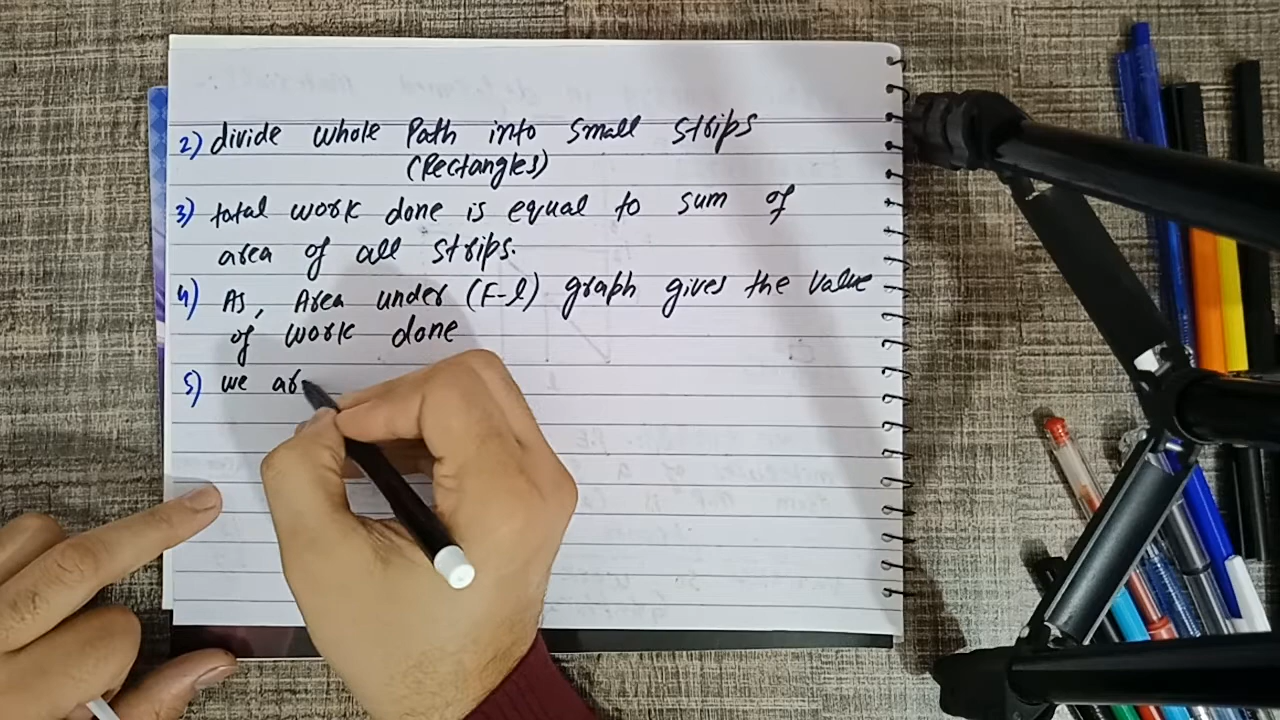 2) divide whole Path into small strips
(Rectangles)
3) total work done is equal to sum of
area of all strips.
4) As, Area under (F-l) graph gives the value
of work done
5) we ar